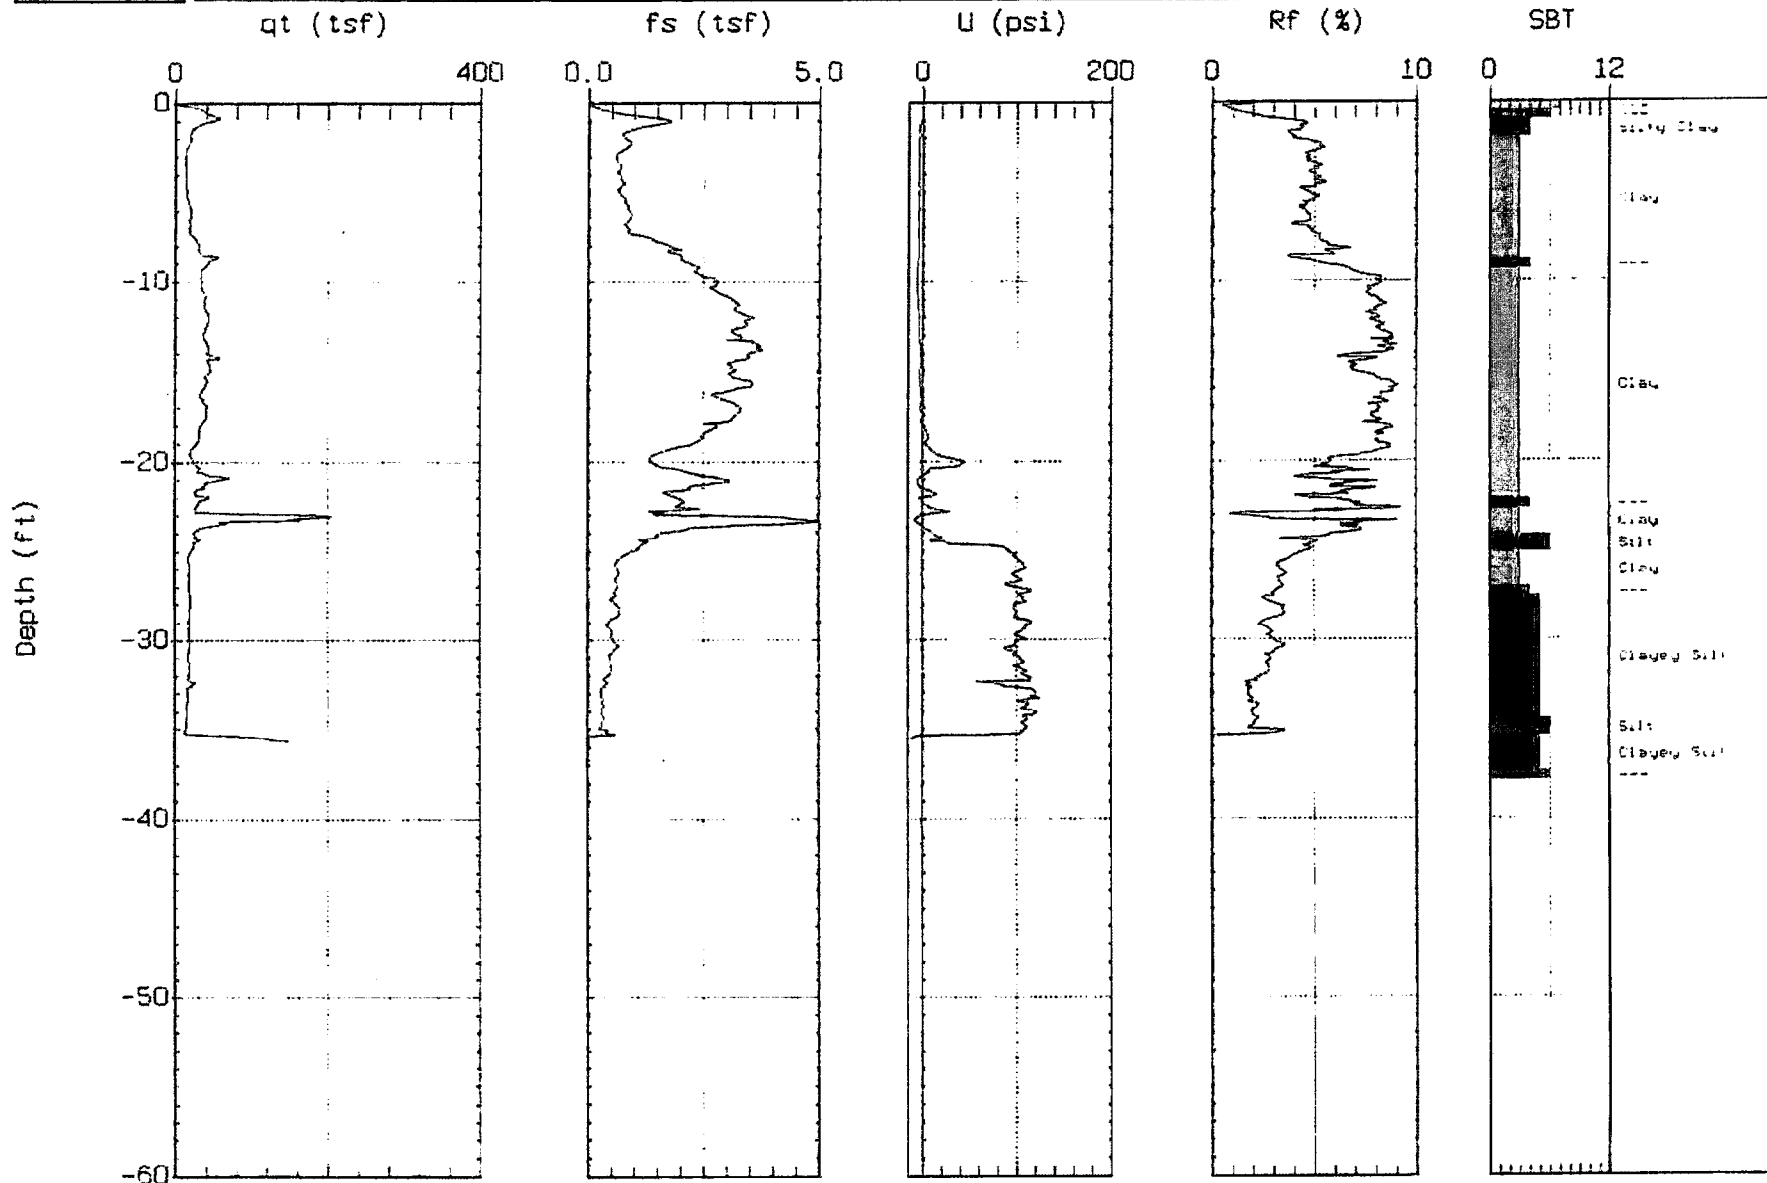 qt (tsf) fs (tsf) U (psi) Rf (%) SBT
0 400 0.0 5.0 0 200 0 10 0 12
0
Silty Clay
Clay
---
-10
Clay
-20
---
Clay
Silt
Clay
---
-30
Clayey Silt
Silt
Clayey Silt
---
-40
-50
-60
Depth (ft)